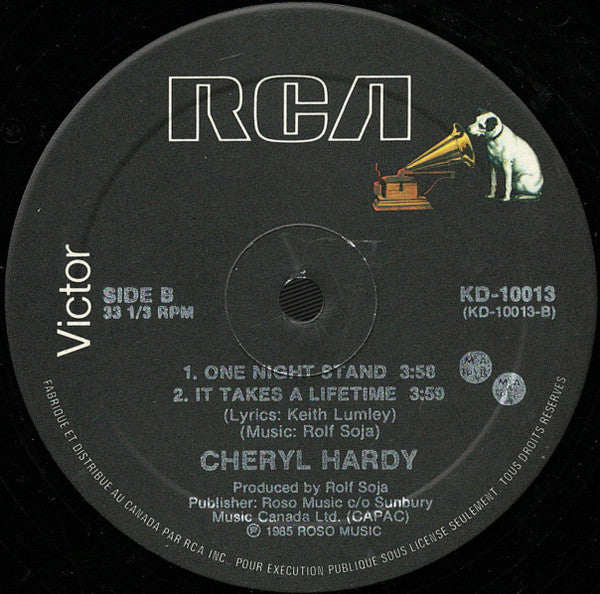 RCA
Victor
SIDE B
33 1/3 RPM
KD-10013
(KD-10013-B)
1. ONE NIGHT STAND 3:58
2. IT TAKES A LIFETIME 3:59
(Lyrics: Keith Lumley)
(Music: Rolf Soja)
CHERYL HARDY
Produced by Rolf Soja
Publisher: Roso Music c/o Sunbury
Music Canada Ltd. (CAPAC)
℗ 1985 ROSO MUSIC
FABRIQUE ET DISTRIBUE AU CANADA PAR RCA INC., POUR EXECUTION PUBLIQUE SOUS LICENSE SEULEMENT. TOUS DROITS RESERVES